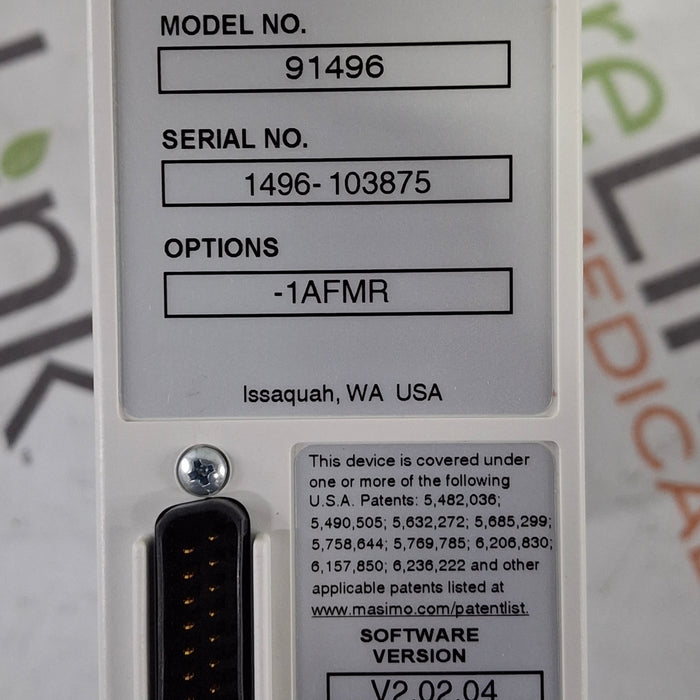 MODEL NO.
91496
SERIAL NO.
1496-103875
OPTIONS
-1AFMR
Issaquah, WA USA
This device is covered under
one or more of the following
U.S.A. Patents: 5,482,036;
5,490,505; 5,632,272; 5,685,299;
5,758,644; 5,769,785; 6,206,830;
6,157,850; 6,236,222 and other
applicable patents listed at
www.masimo.com/patentlist.
SOFTWARE
VERSION
V2.02.04